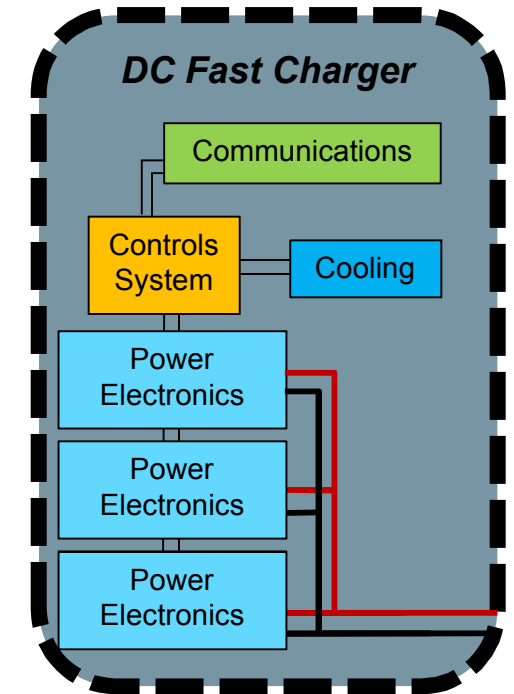 DC Fast Charger
Communications
Controls
System
Cooling
Power
Electronics
Power
Electronics
Power
Electronics